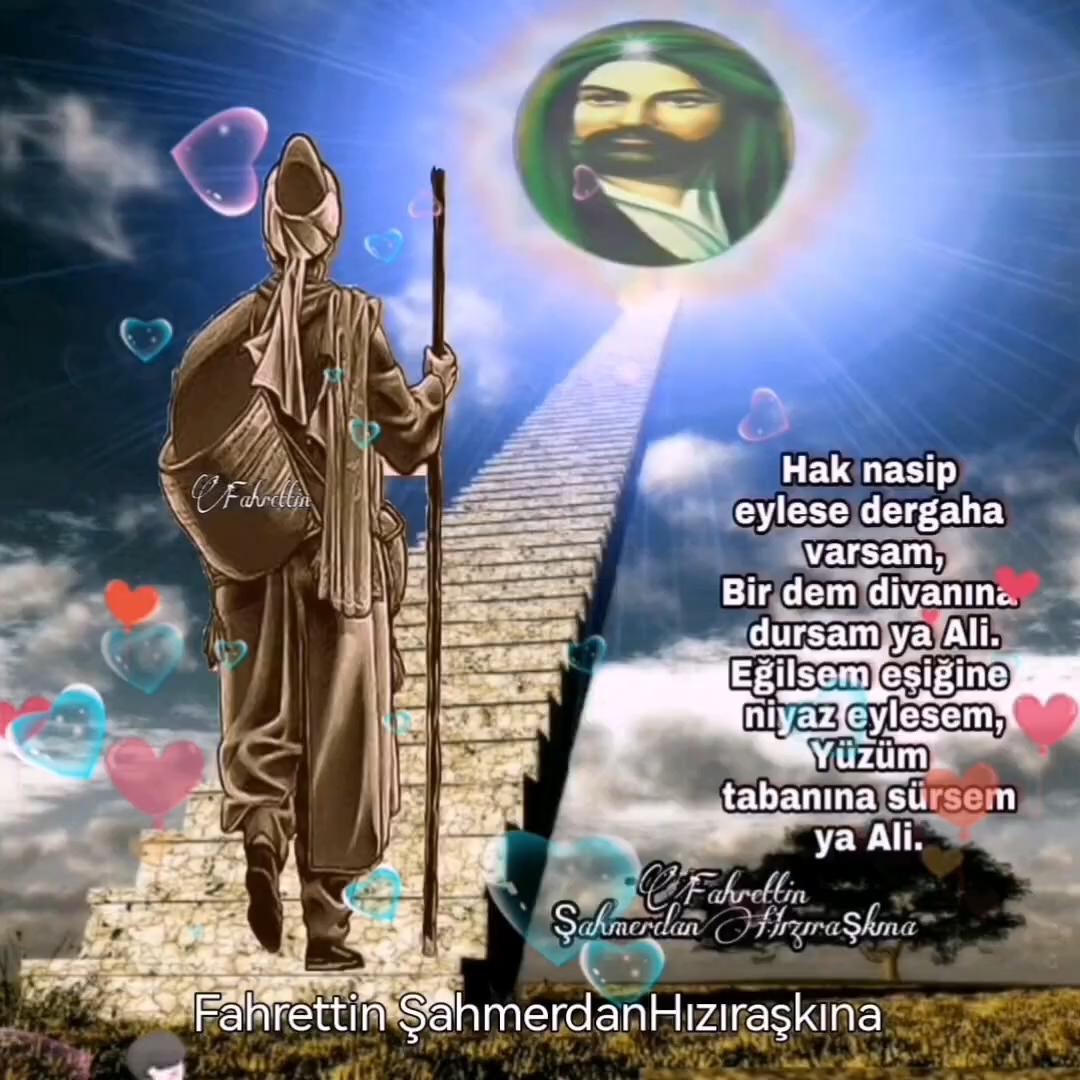 Fahrettin
Hak nasip
eylese dergaha
varsam,
Bir dem divanına
dursam ya Ali.
Eğilsem eşiğine
niyaz eylesem,
Yüzüm
tabanına sürsem
ya Ali.
Fahrettin
Şahmerdan Hızıraşkına
Fahrettin ŞahmerdanHızıraşkına